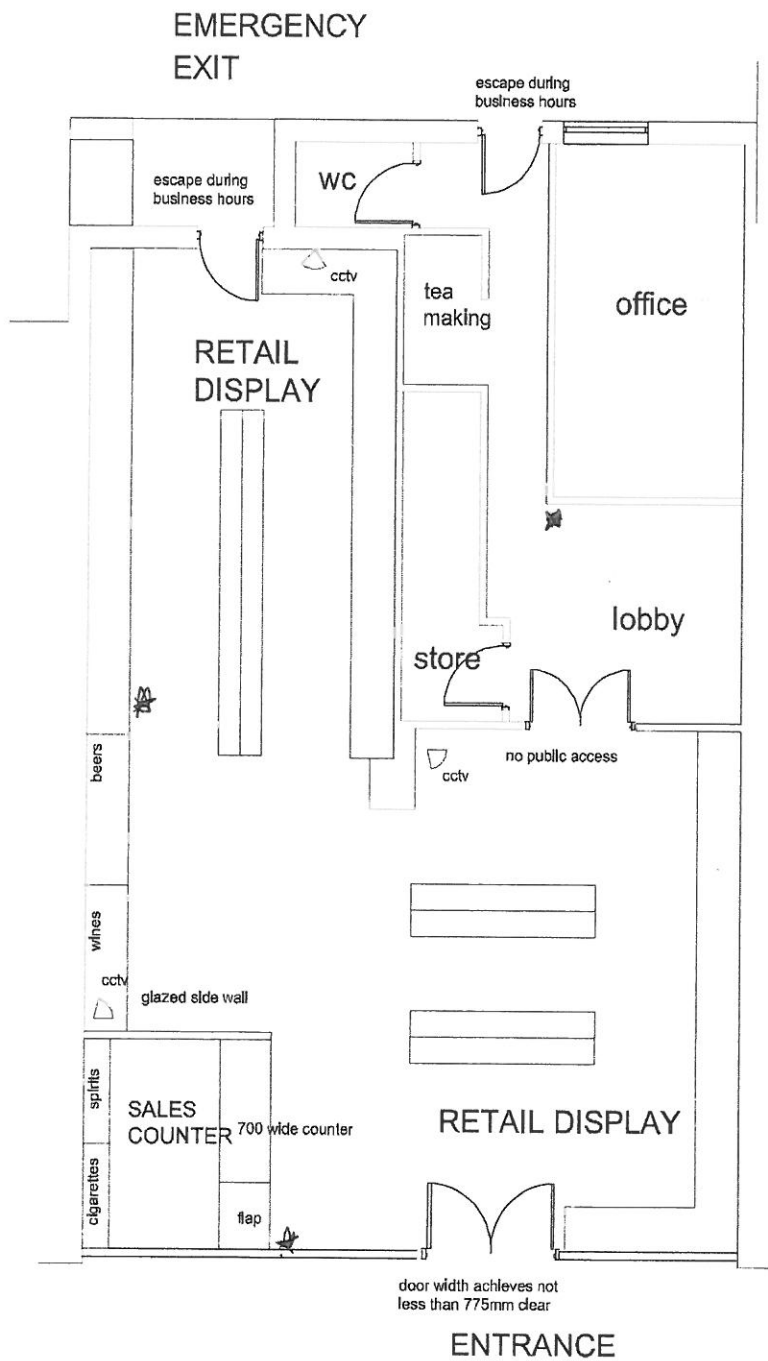 EMERGENCY
EXIT
escape during
business hours
escape during
business hours
WC
cctv
tea
making
office
RETAIL
DISPLAY
lobby
store
beers
no public access
cctv
wines
cctv
glazed side wall
spirits
SALES
COUNTER
700 wide counter
RETAIL DISPLAY
cigarettes
flap
door width achieves not
less than 775mm clear
ENTRANCE